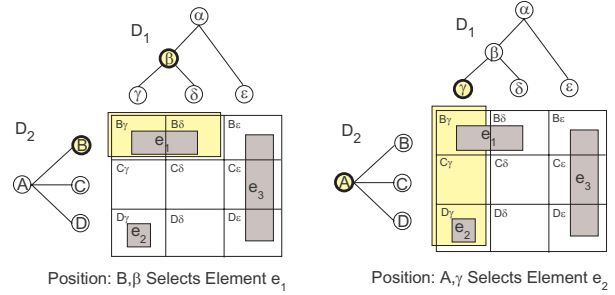 D1
α
β
γ δ ε
D2
A
B
C
D
Bγ Bδ Bε
e1
Cγ Cδ Cε
e3
Dγ Dδ Dε
e2
Position: B,β Selects Element e1
D1
α
β
γ δ ε
D2
A
B
C
D
Bγ Bδ Bε
e1
Cγ Cδ Cε
e3
Dγ Dδ Dε
e2
Position: A,γ Selects Element e2